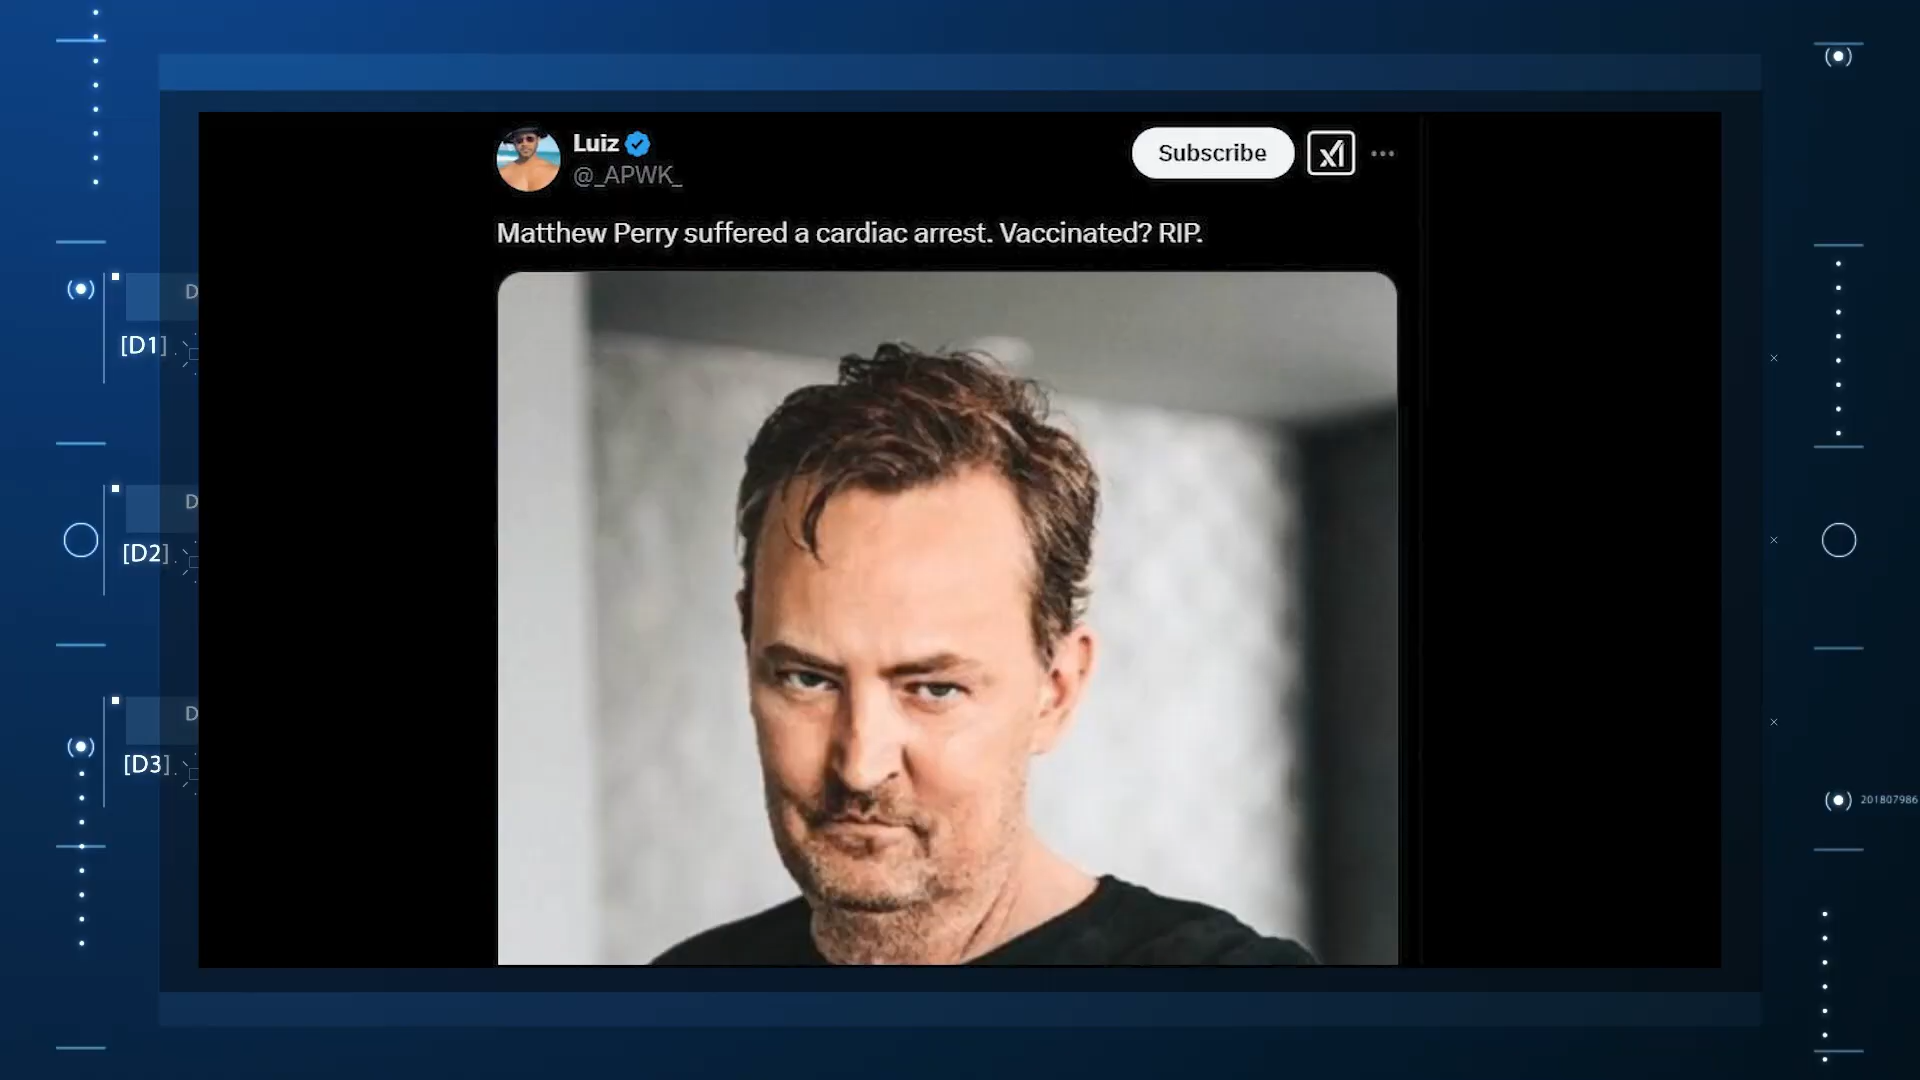 Luiz
@_APWK_
Subscribe
Matthew Perry suffered a cardiac arrest. Vaccinated? RIP.
D
[D1]
D
[D2]
D
[D3]
201807986